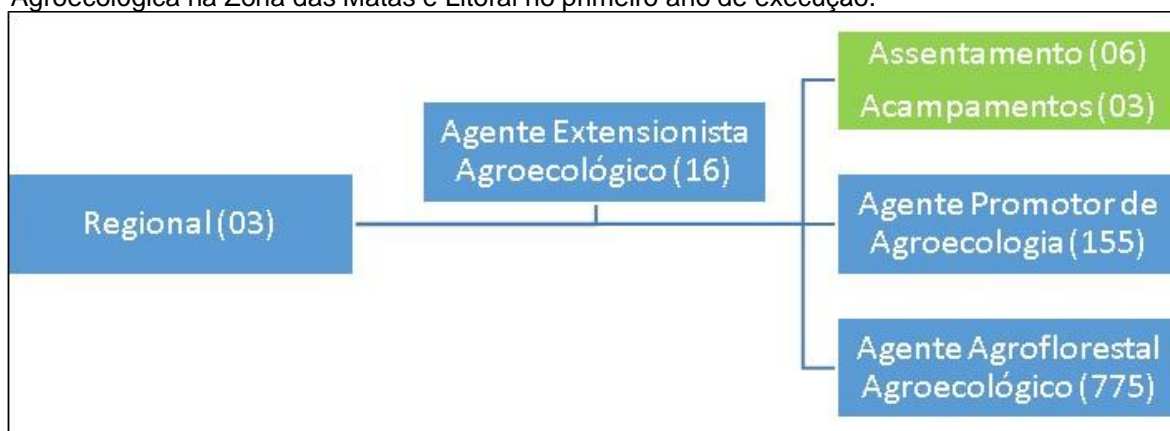 Agroecológica na Zona das Matas e Litoral no primeiro ano de execução.
Regional (03)
Agente Extensionista
Agroecológico (16)
Assentamento (06)
Acampamentos (03)
Agente Promotor de
Agroecologia (155)
Agente Agroflorestal
Agroecológico (775)